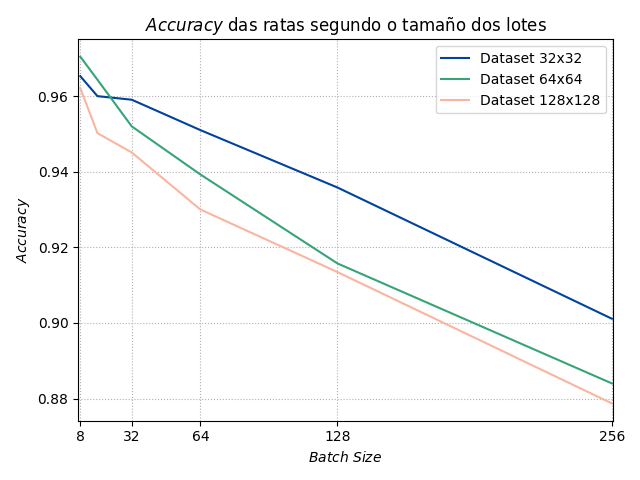 Accuracy das ratas segundo o tamaño dos lotes
Dataset 32x32
Dataset 64x64
Dataset 128x128
0.96
0.94
0.92
0.90
0.88
Accuracy
8 32 64 128 256
Batch Size